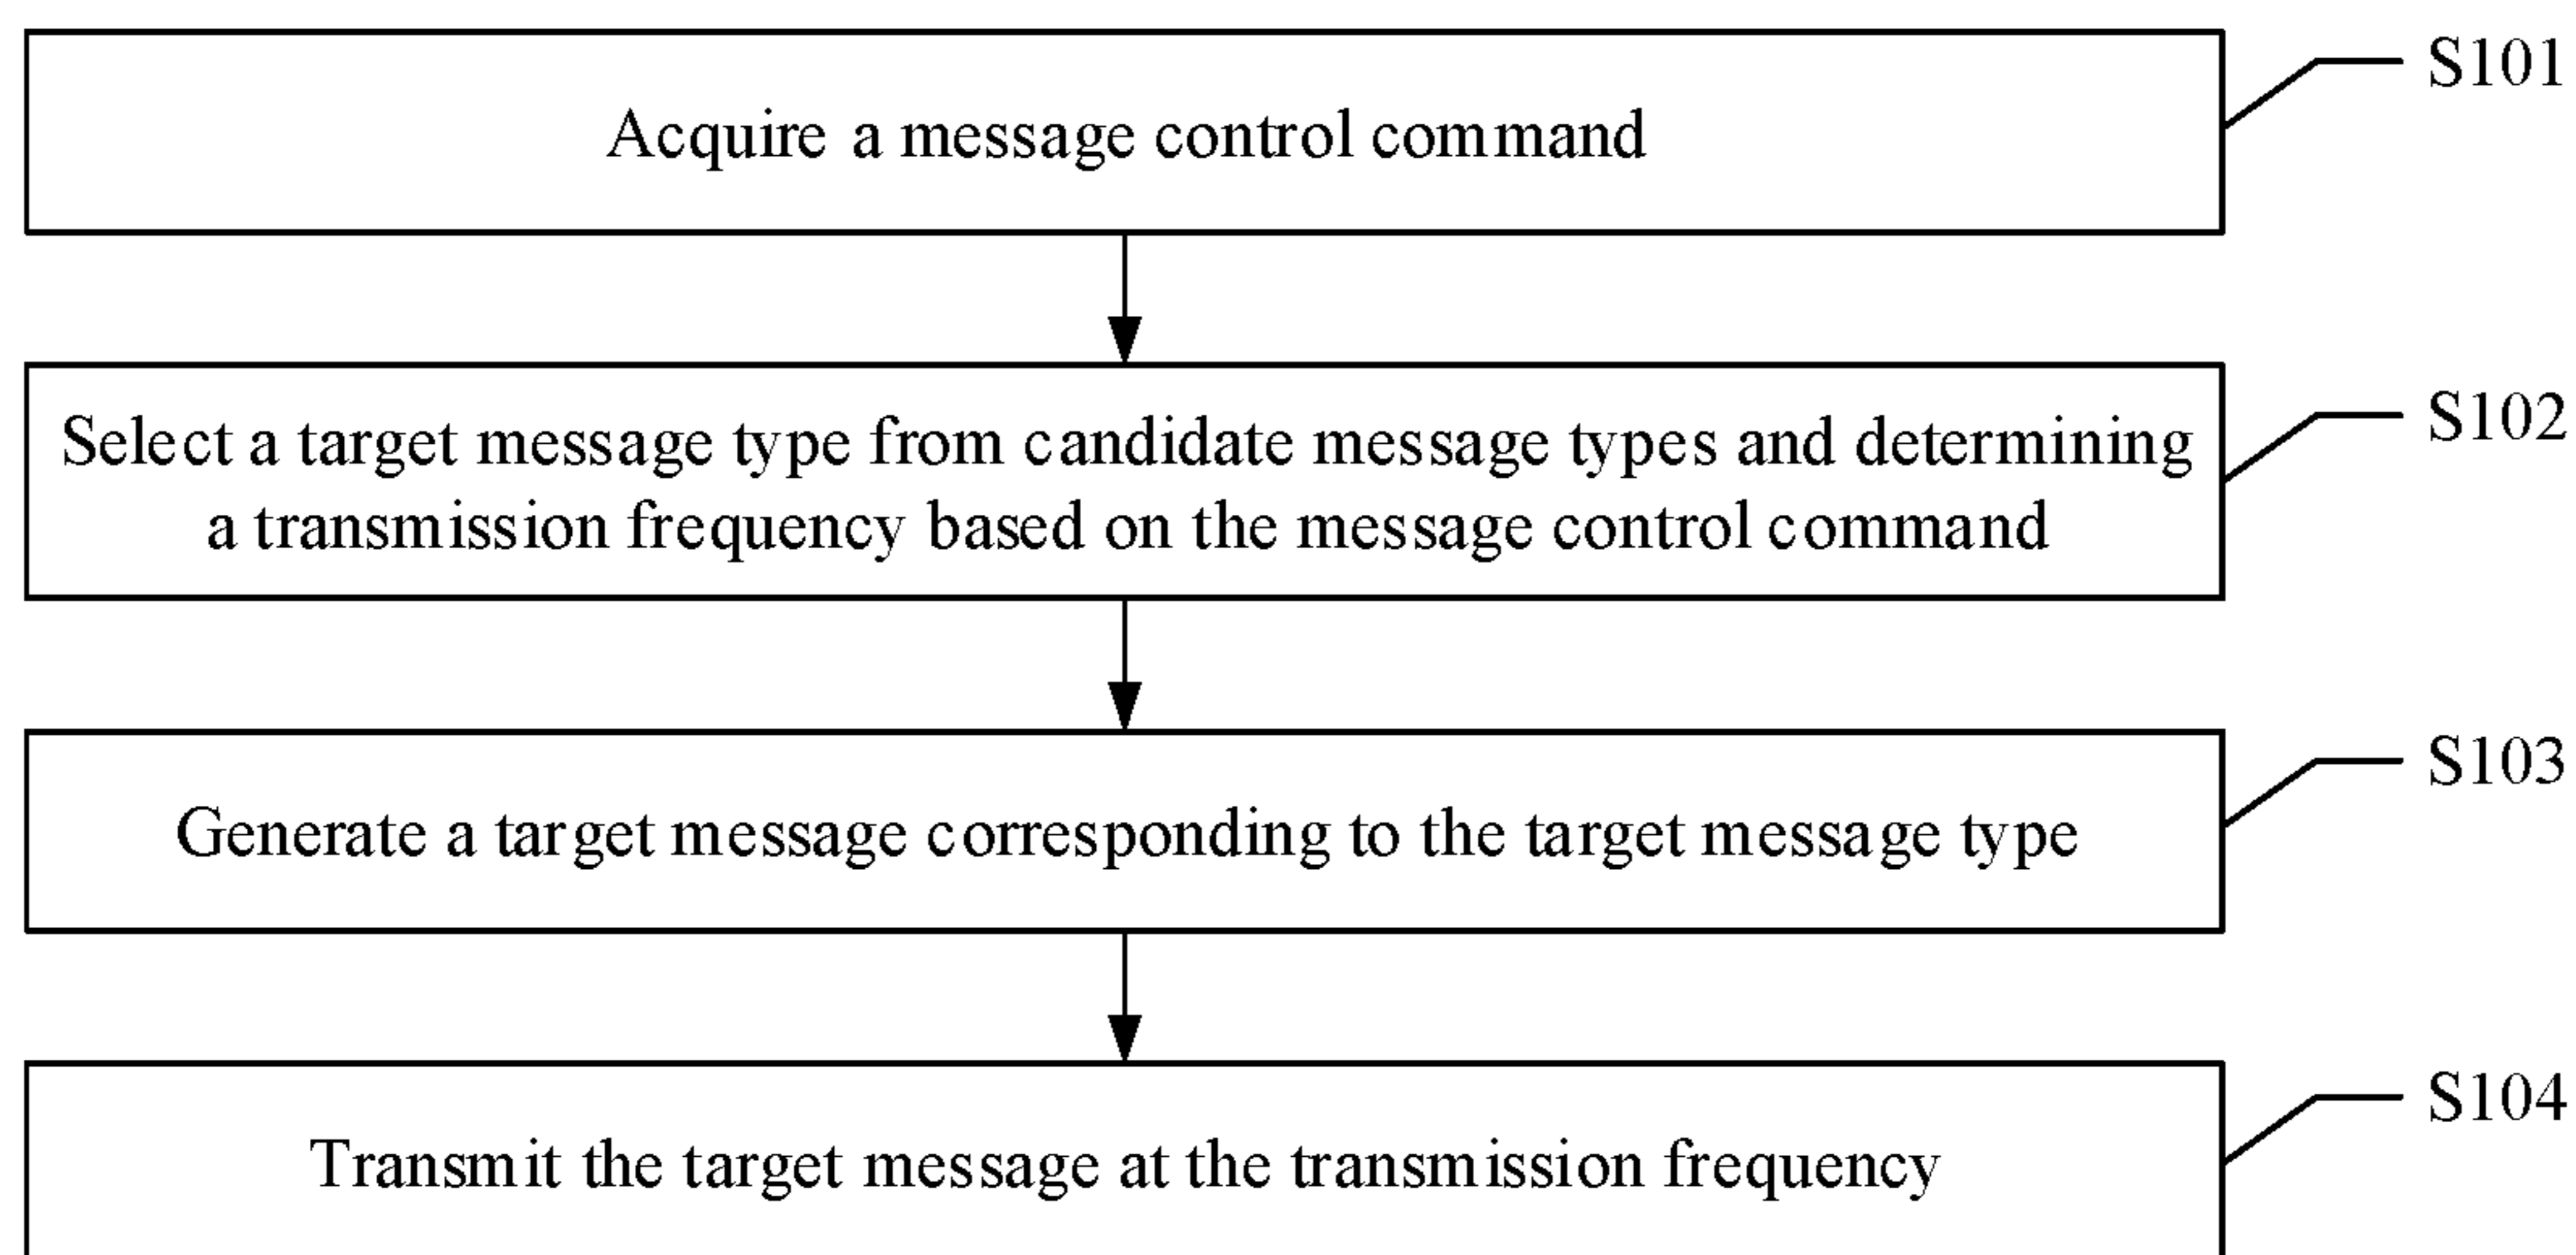 S101
Acquire a message control command
S102
Select a target message type from candidate message types and determining
a transmission frequency based on the message control command
S103
Generate a target message corresponding to the target message type
S104
Transmit the target message at the transmission frequency